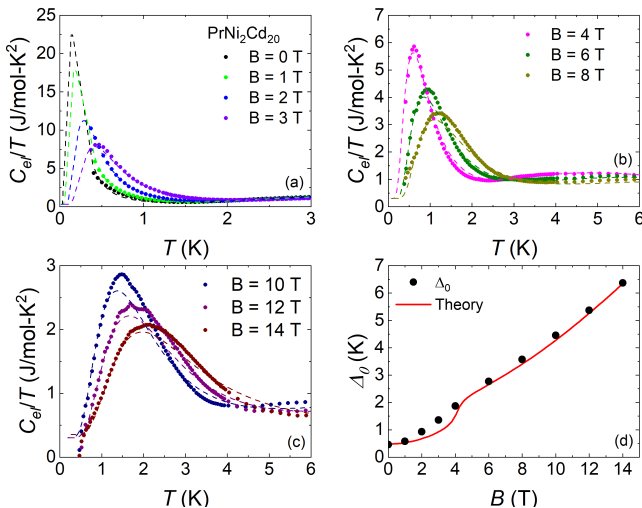 PrNi₂Cd₂₀
B = 0 T
B = 1 T
B = 2 T
B = 3 T
25
20
15
10
5
0
C_el/T (J/mol-K²)
0 1 2 3
T (K)
(a)
B = 4 T
B = 6 T
B = 8 T
7
6
5
4
3
2
1
0
C_el/T (J/mol-K²)
0 1 2 3 4 5 6
T (K)
(b)
B = 10 T
B = 12 T
B = 14 T
3
2
1
0
C_el/T (J/mol-K²)
0 1 2 3 4 5 6
T (K)
(c)
Δ₀
Theory
7
6
5
4
3
2
1
0
Δ₀ (K)
0 2 4 6 8 10 12 14
B (T)
(d)